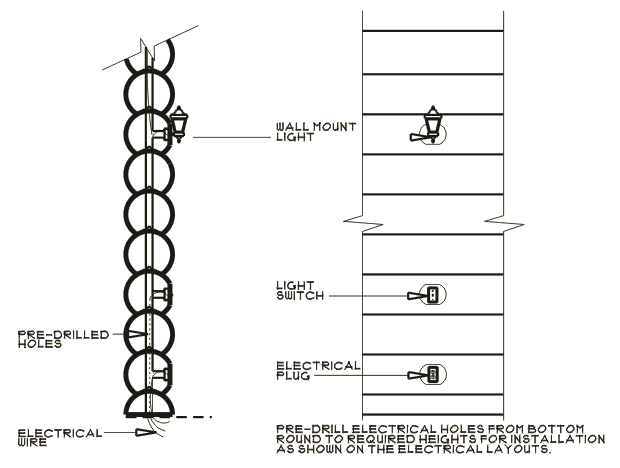 WALL MOUNT
LIGHT
LIGHT
SWITCH
PRE-DRILLED
HOLES
ELECTRICAL
PLUG
ELECTRICAL
WIRE
PRE-DRILL ELECTRICAL HOLES FROM BOTTOM
ROUND TO REQUIRED HEIGHTS FOR INSTALLATION
AS SHOWN ON THE ELECTRICAL LAYOUTS.